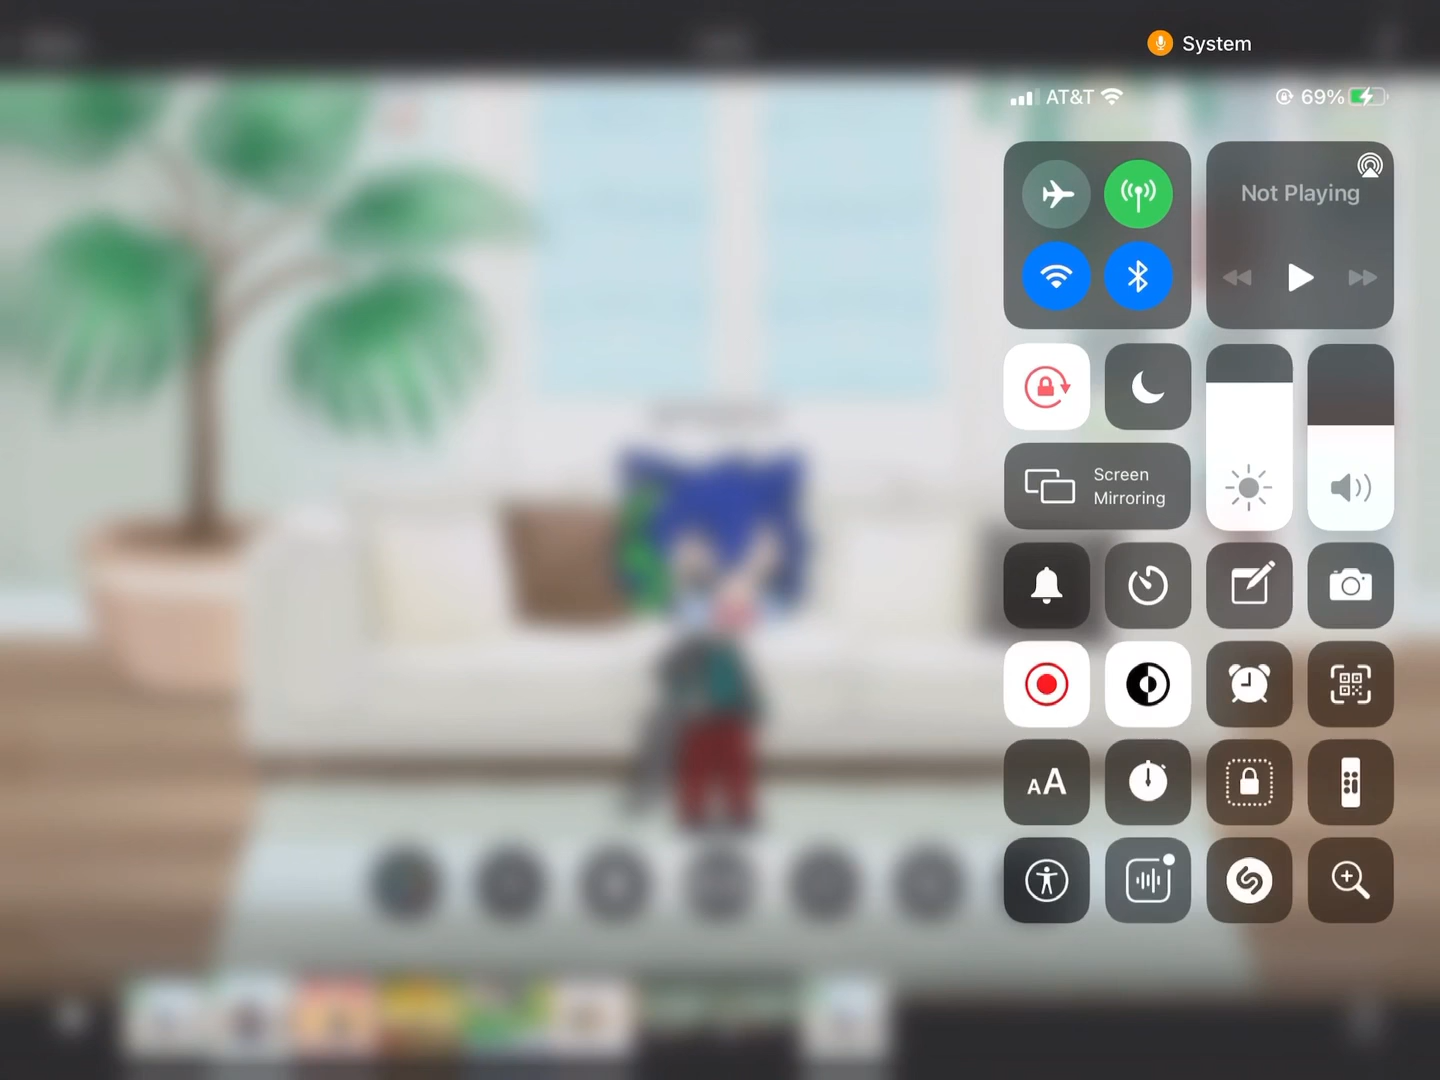 System
AT&T 69%
Not Playing
Screen
Mirroring
AA